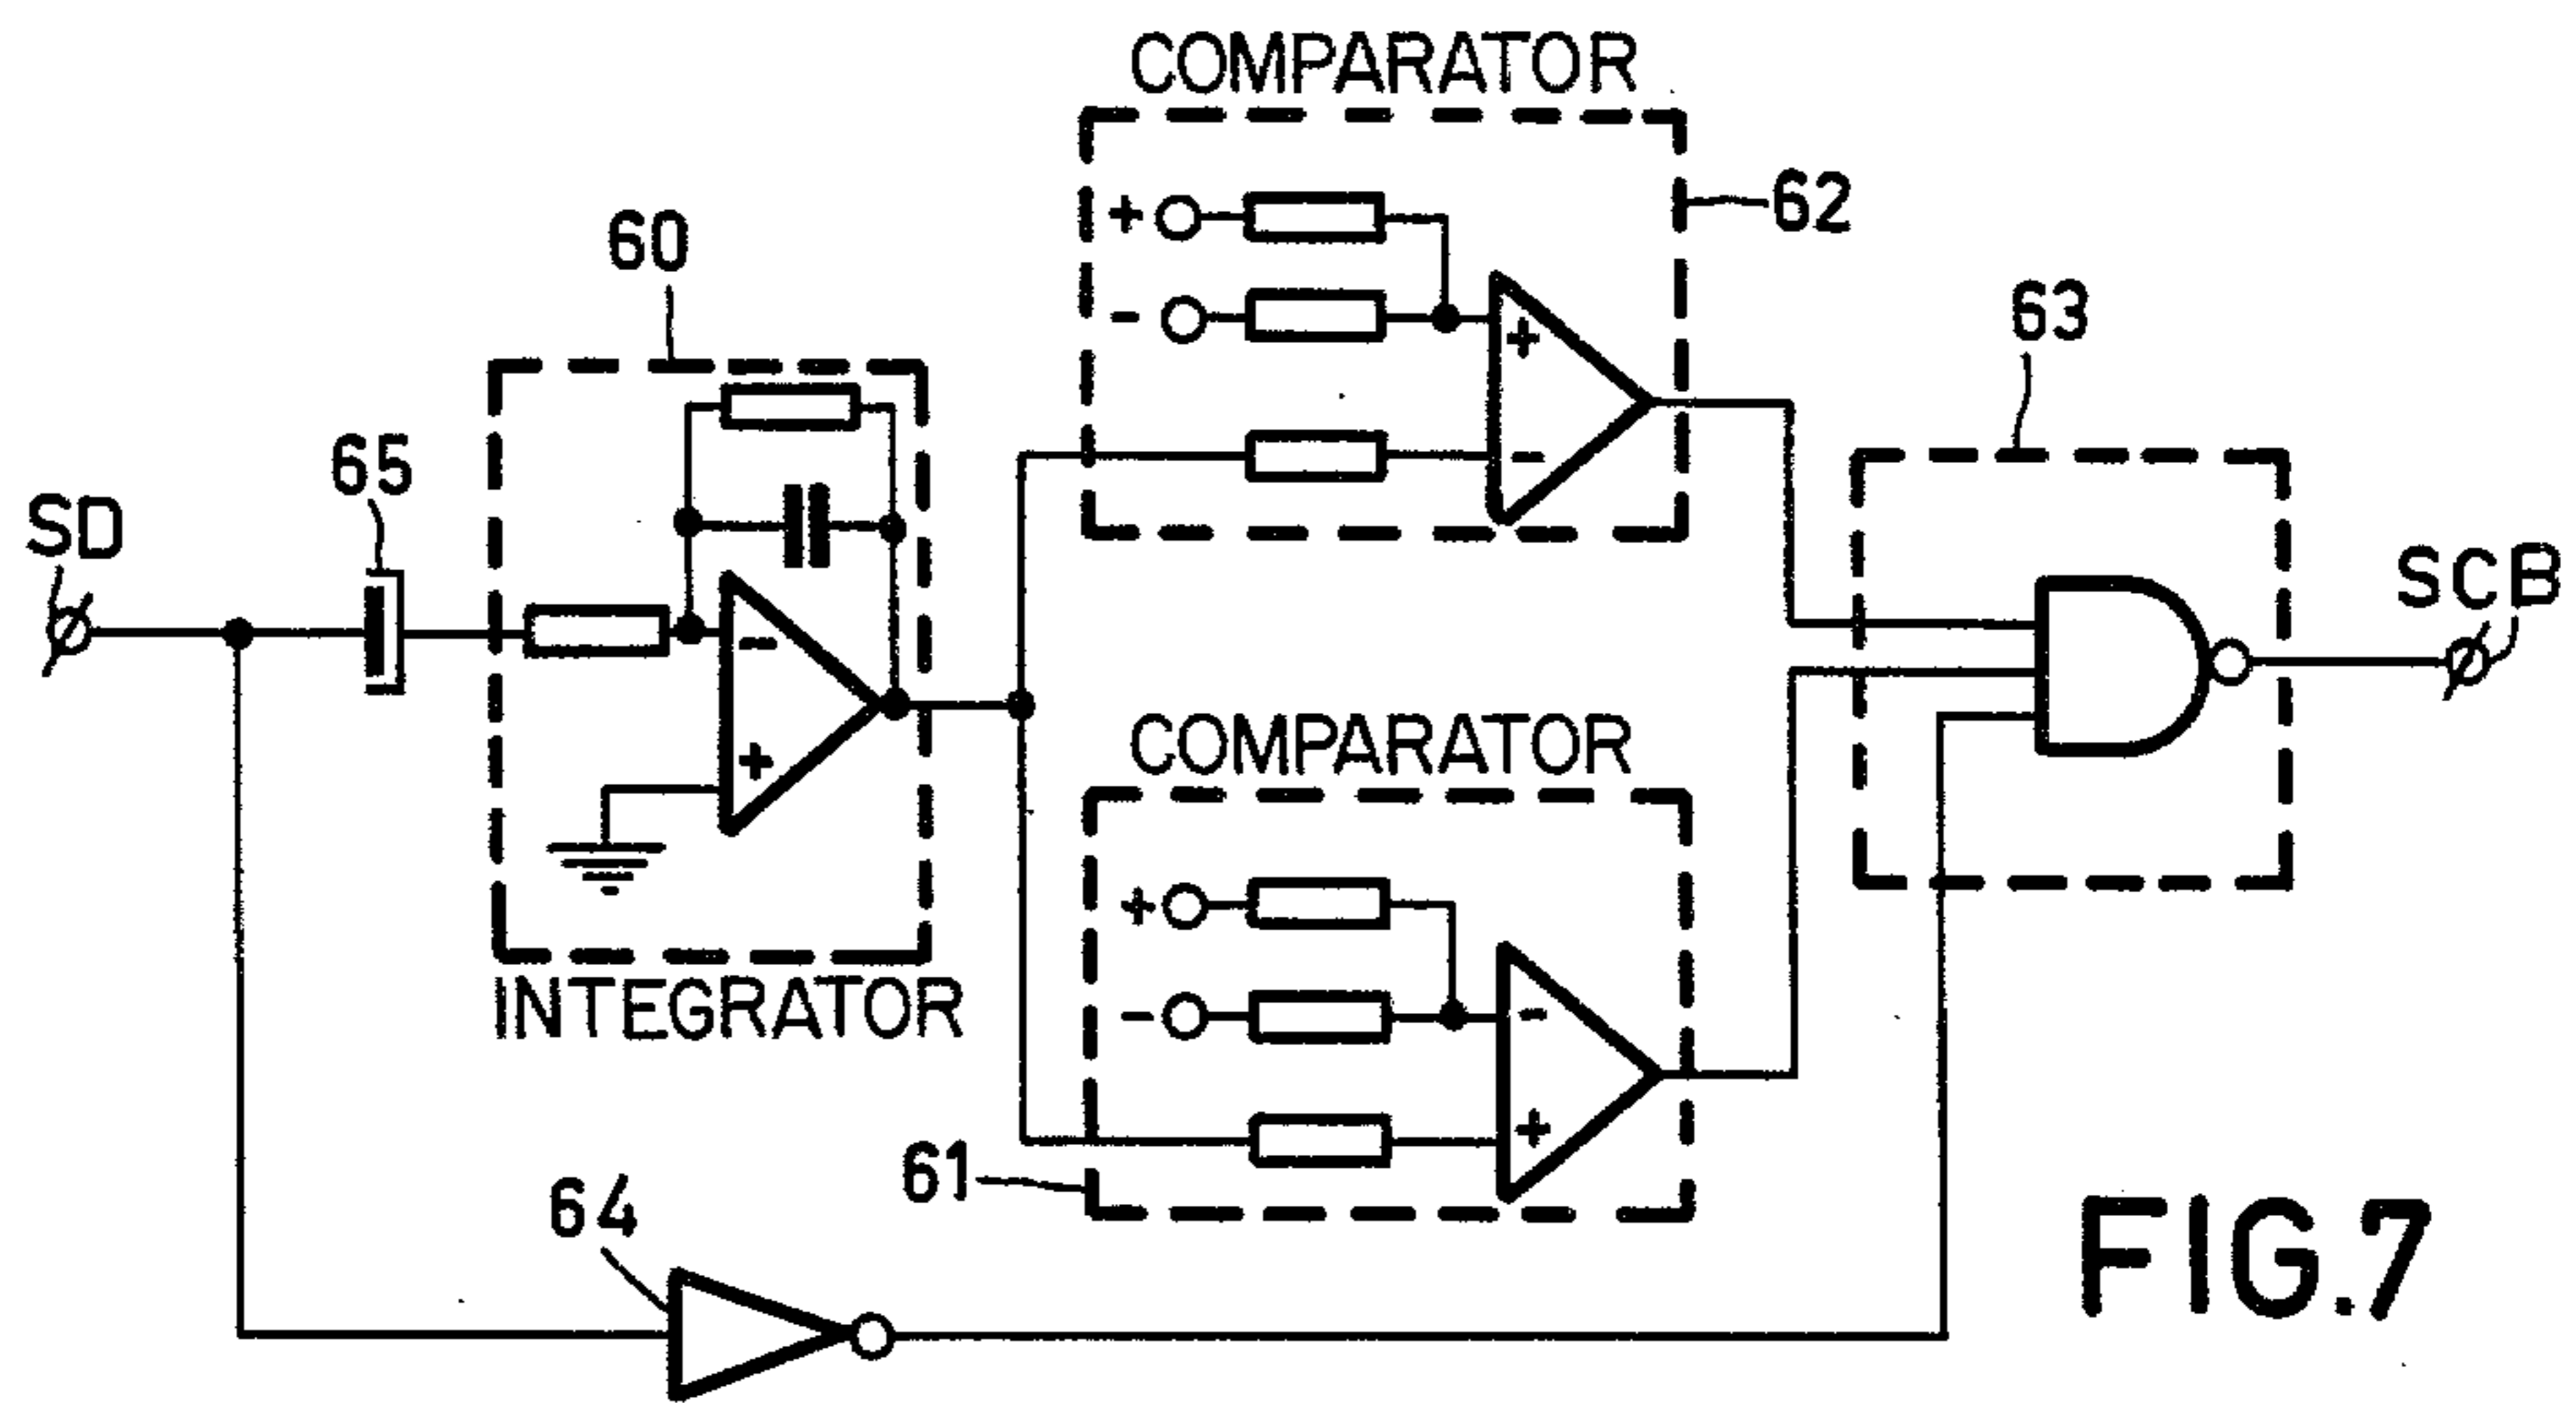 COMPARATOR
+
-
+
-
62
60
63
65
SD
-
+
SCB
COMPARATOR
+
-
-
+
INTEGRATOR
61
64
FIG.7